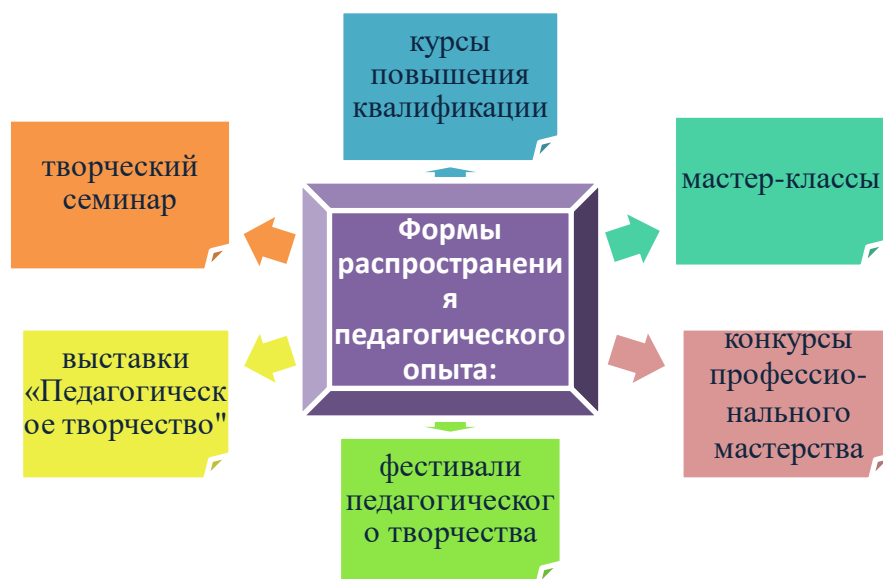 курсы
повышения
квалификации
творческий
семинар
мастер-классы
Формы
распространени
я
педагогического
опыта:
выставки
«Педагогическ
ое творчество"
конкурсы
профессио-
нального
мастерства
фестивали
педагогическог
о творчества